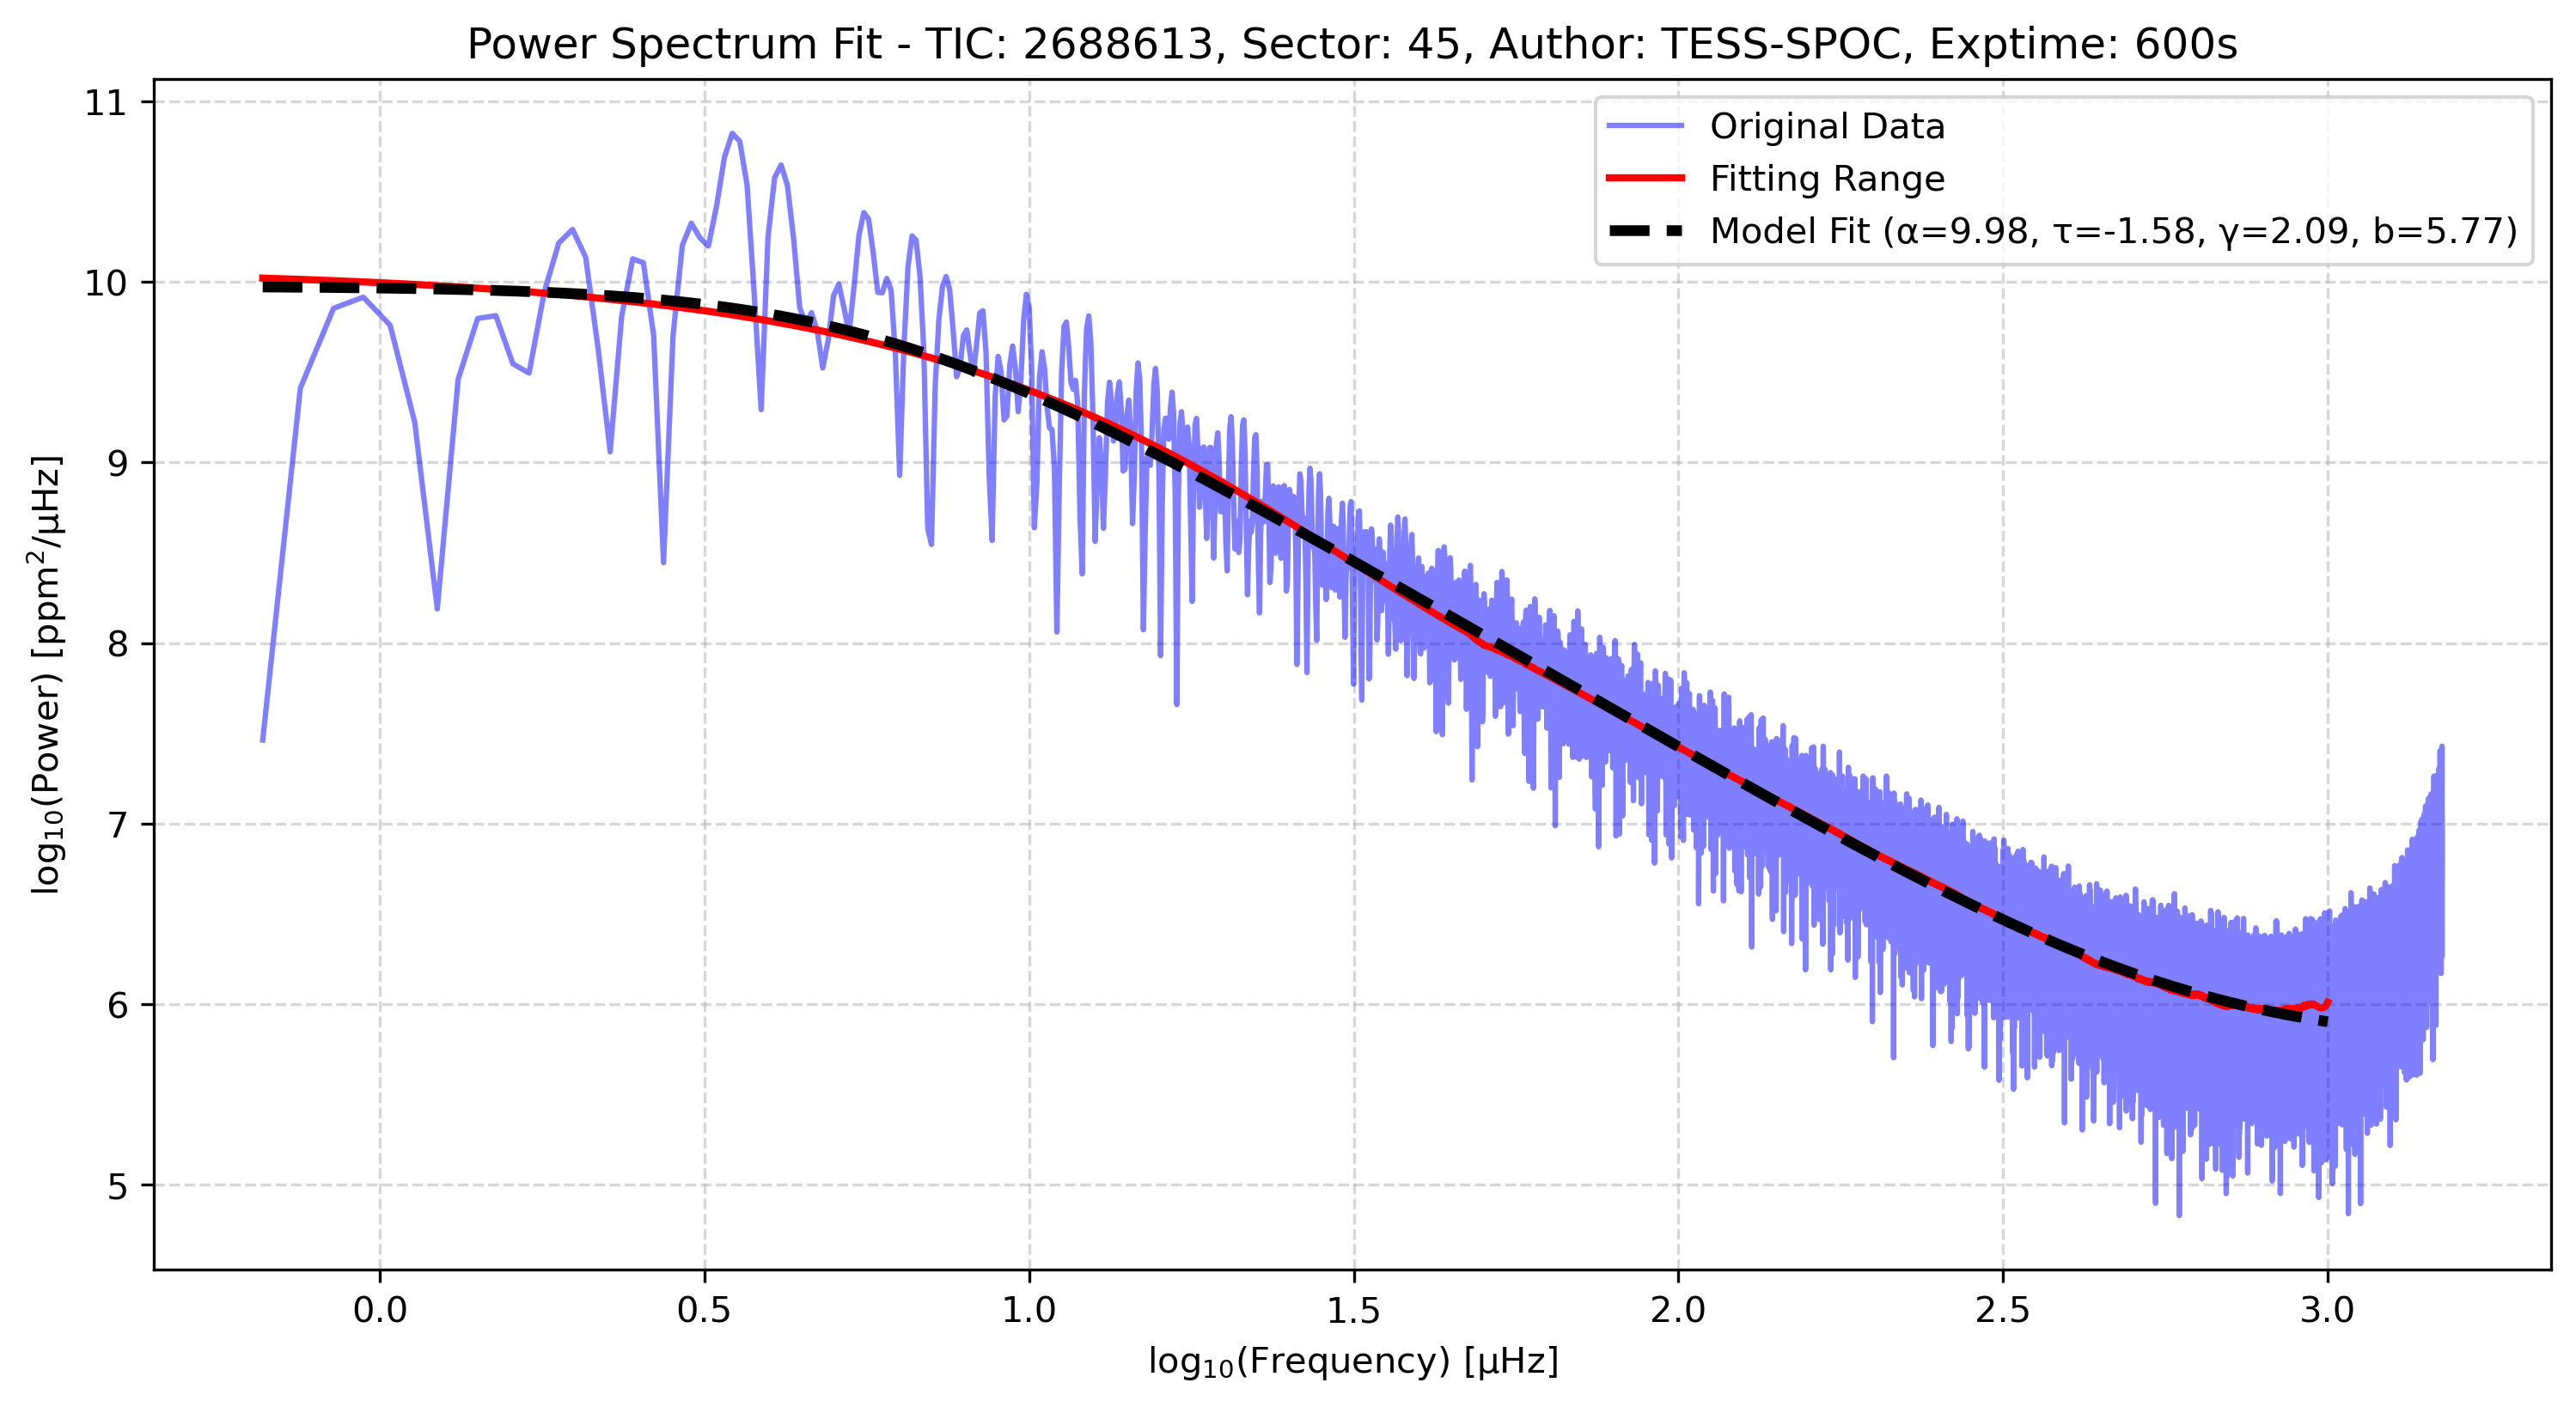 Power Spectrum Fit - TIC: 2688613, Sector: 45, Author: TESS-SPOC, Exptime: 600s
Original Data
Fitting Range
Model Fit (α=9.98, τ=-1.58, γ=2.09, b=5.77)
log₁₀(Power) [ppm²/μHz]
11
10
9
8
7
6
5
0.0 0.5 1.0 1.5 2.0 2.5 3.0
log₁₀(Frequency) [μHz]